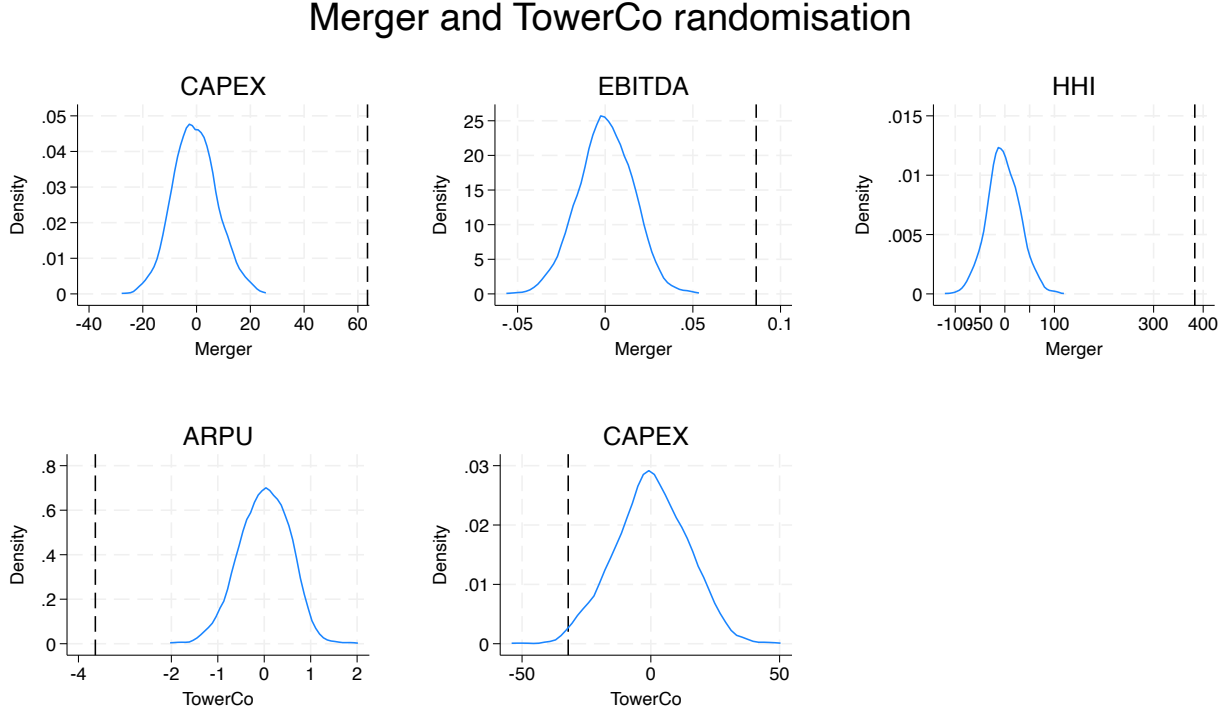 Merger and TowerCo randomisation
CAPEX
Density
.05
.04
.03
.02
.01
0
-40 -20 0 20 40 60
Merger
EBITDA
Density
25
20
15
10
5
0
-.05 0 .05 0.1
Merger
HHI
Density
.015
.01
.005
0
-100 -50 0 100 300 400
Merger
ARPU
Density
.8
.6
.4
.2
0
-4 -2 -1 0 1 2
TowerCo
CAPEX
Density
.03
.02
.01
0
-50 0 50
TowerCo